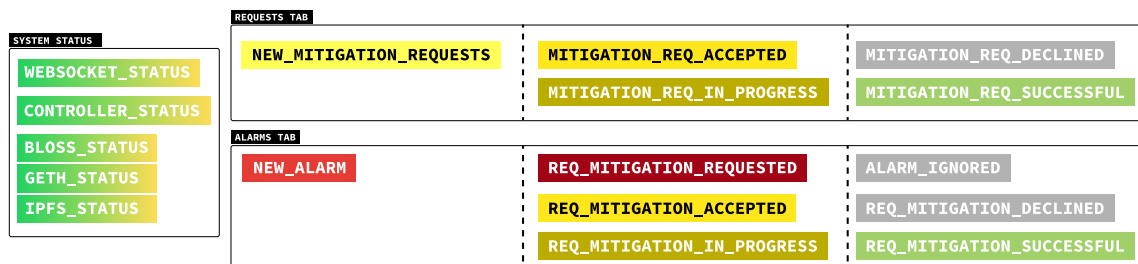 SYSTEM STATUS
WEBSOCKET_STATUS
CONTROLLER_STATUS
BLOSS_STATUS
GETH_STATUS
IPFS_STATUS
REQUESTS TAB
NEW_MITIGATION_REQUESTS
MITIGATION_REQ_ACCEPTED
MITIGATION_REQ_IN_PROGRESS
MITIGATION_REQ_DECLINED
MITIGATION_REQ_SUCCESSFUL
ALARMS TAB
NEW_ALARM
REQ_MITIGATION_REQUESTED
REQ_MITIGATION_ACCEPTED
REQ_MITIGATION_IN_PROGRESS
ALARM_IGNORED
REQ_MITIGATION_DECLINED
REQ_MITIGATION_SUCCESSFUL